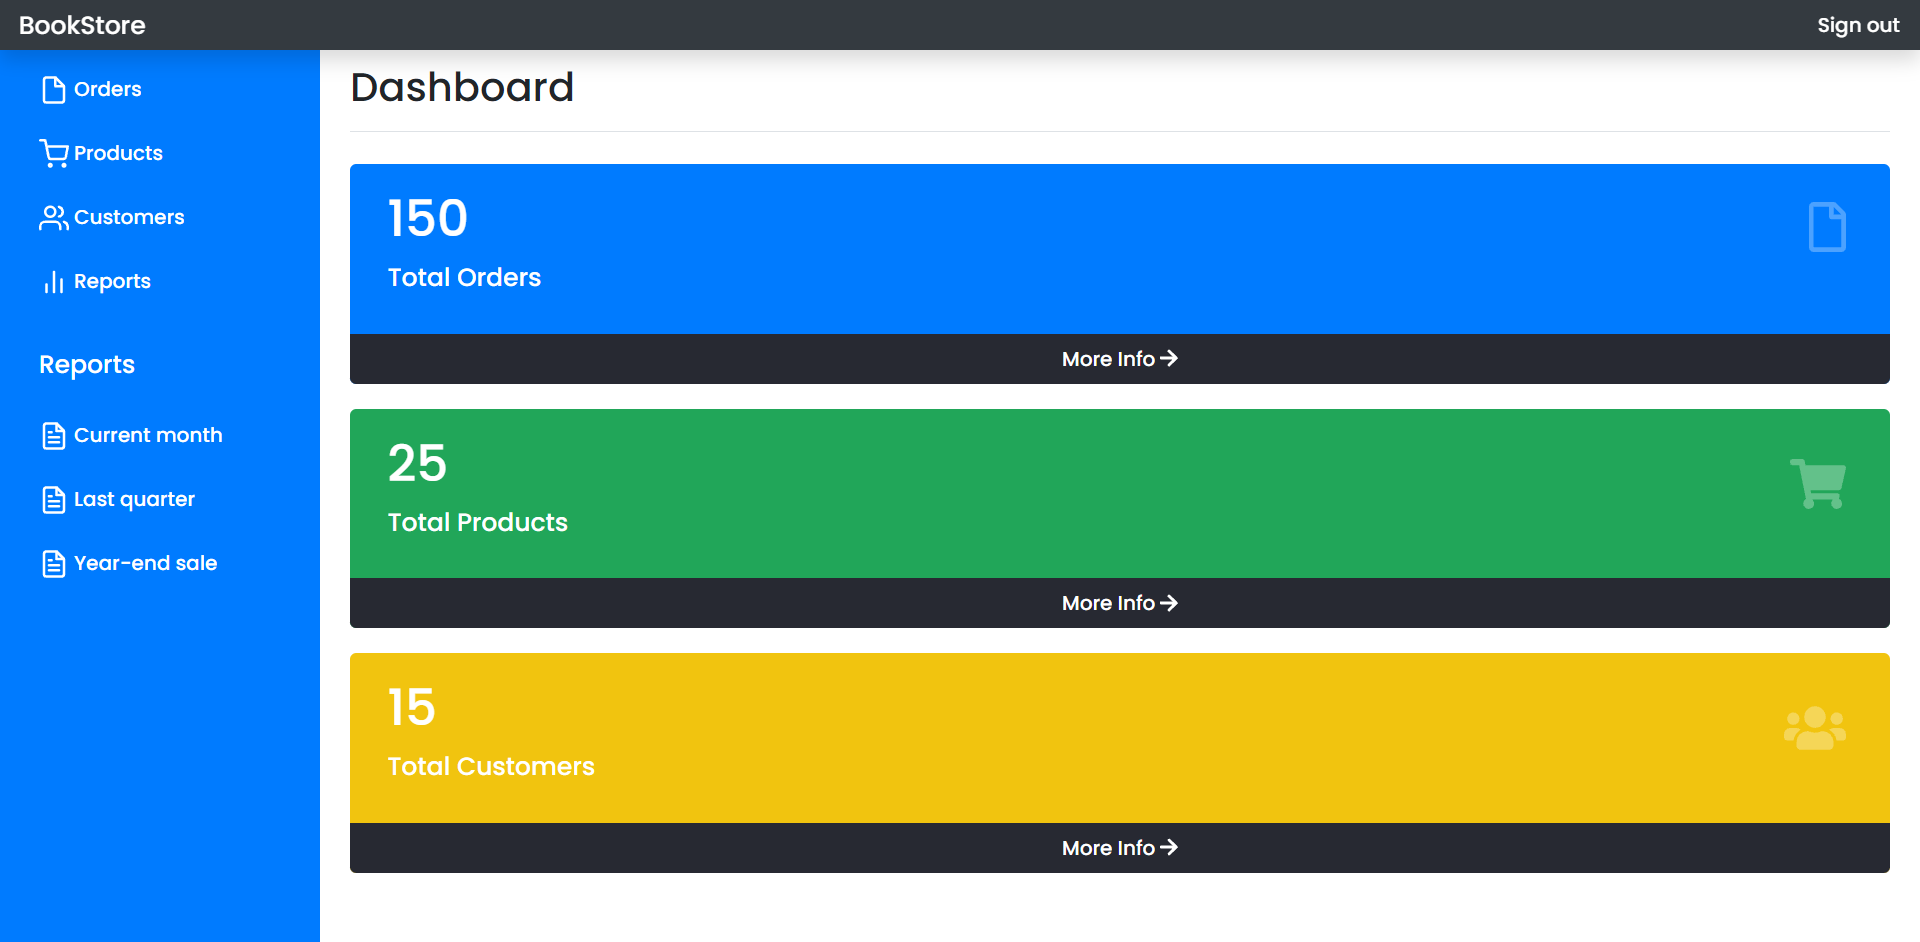 BookStore
Sign out
Orders
Products
Customers
Reports
Reports
Current month
Last quarter
Year-end sale
Dashboard
150
Total Orders
More Info
25
Total Products
More Info
15
Total Customers
More Info